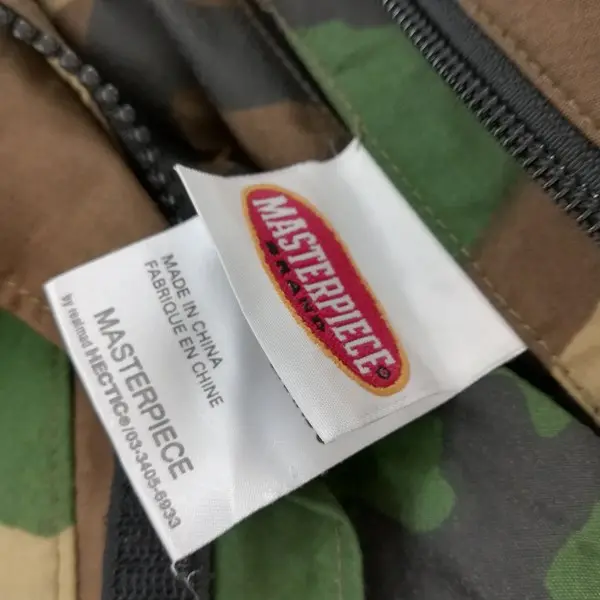 MASTERPIECE
BRAND
MADE IN CHINA
FABRIQUE EN CHINE
MASTERPIECE
by realmad HECTIC®/03-3405-6933